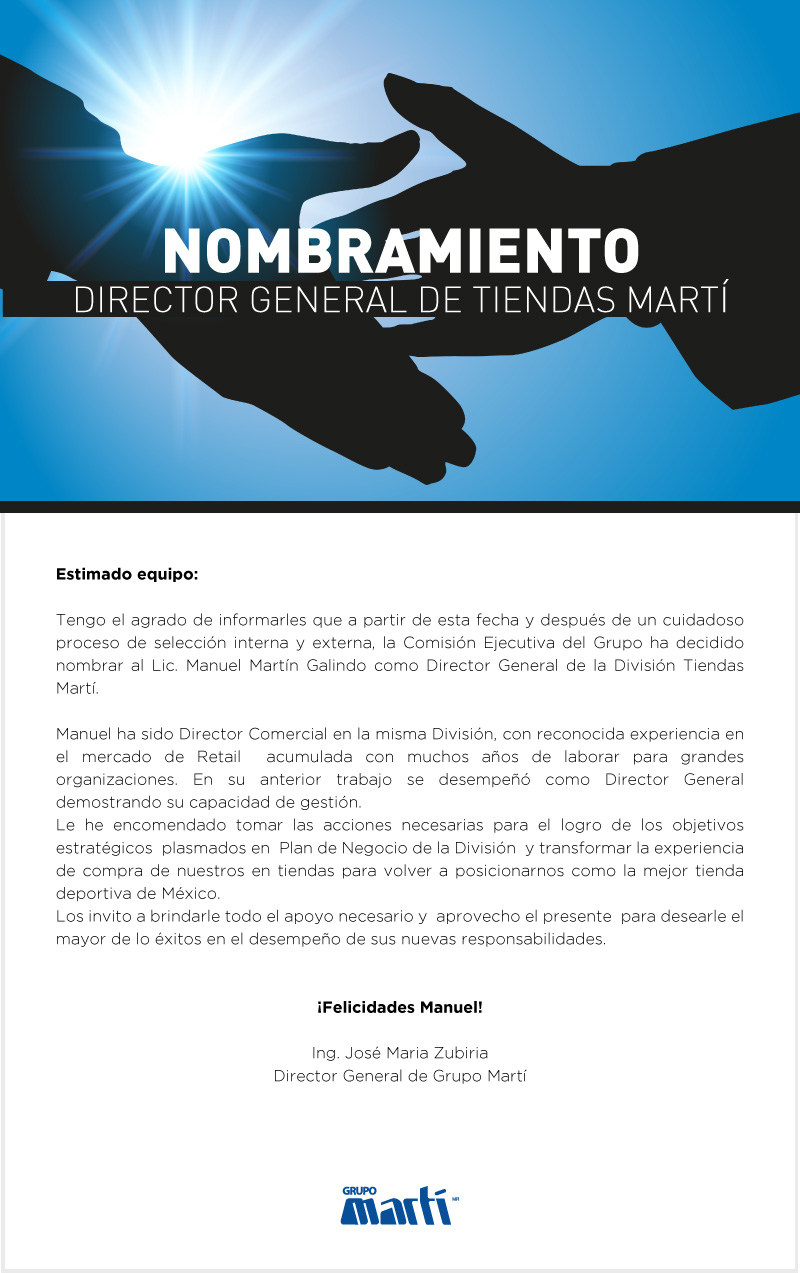 NOMBRAMIENTO
DIRECTOR GENERAL DE TIENDAS MARTÍ
Estimado equipo:
Tengo el agrado de informarles que a partir de esta fecha y después de un cuidadoso
proceso de selección interna y externa, la Comisión Ejecutiva del Grupo ha decidido
nombrar al Lic. Manuel Martín Galindo como Director General de la División Tiendas
Martí.
Manuel ha sido Director Comercial en la misma División, con reconocida experiencia en
el mercado de Retail acumulada con muchos años de laborar para grandes
organizaciones. En su anterior trabajo se desempeñó como Director General
demostrando su capacidad de gestión.
Le he encomendado tomar las acciones necesarias para el logro de los objetivos
estratégicos plasmados en Plan de Negocio de la División y transformar la experiencia
de compra de nuestros en tiendas para volver a posicionarnos como la mejor tienda
deportiva de México.
Los invito a brindarle todo el apoyo necesario y aprovecho el presente para desearle el
mayor de lo éxitos en el desempeño de sus nuevas responsabilidades.
¡Felicidades Manuel!
Ing. José Maria Zubiria
Director General de Grupo Martí
GRUPO
martí MR